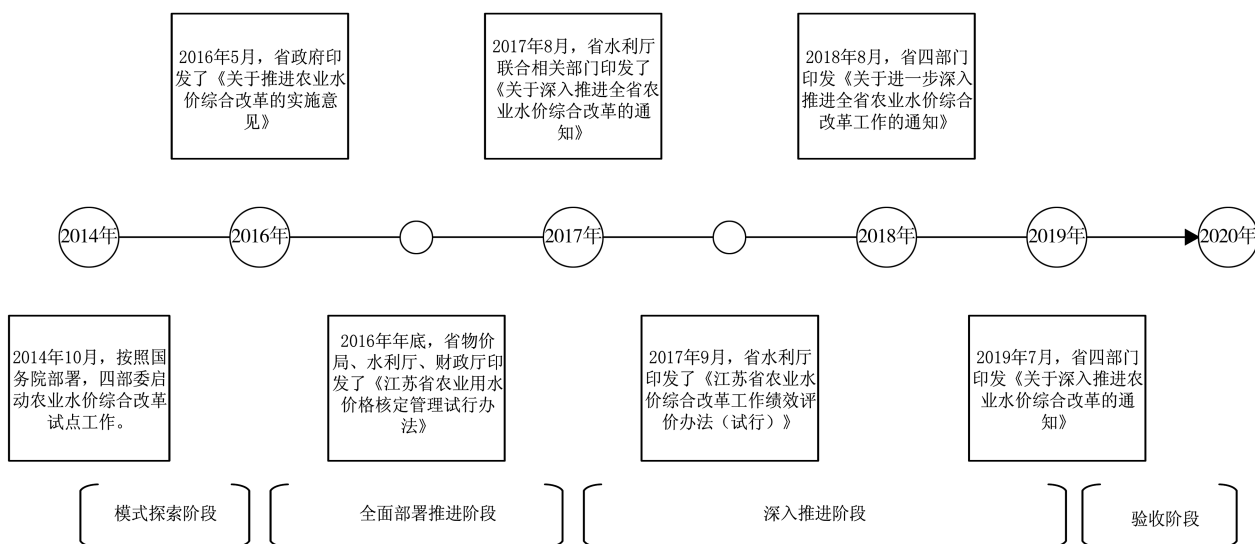 2016年5月，省政府印
发了《关于推进农业水
价综合改革的实施意
见》
2017年8月，省水利厅
联合相关部门印发了
《关于深入推进全省农
业水价综合改革的通
知》
2018年8月，省四部门
印发《关于进一步深入
推进全省农业水价综合
改革工作的通知》
2014年
2016年
2017年
2018年
2019年
2020年
2014年10月，按照国
务院部署，四部委启
动农业水价综合改革
试点工作。
2016年年底，省物价
局、水利厅、财政厅印
发了《江苏省农业用水
价格核定管理试行办
法》
2017年9月，省水利厅
印发了《江苏省农业水
价综合改革工作绩效评
价办法（试行）》
2019年7月，省四部门
印发《关于深入推进农
业水价综合改革的通
知》
模式探索阶段
全面部署推进阶段
深入推进阶段
验收阶段